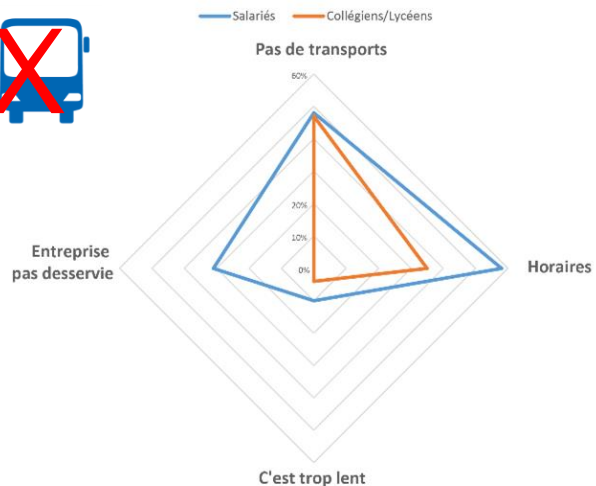 Salariés Collégiens/Lycéens
Pas de transports
60%
20%
10%
0%
Entreprise
pas desservie
Horaires
C'est trop lent